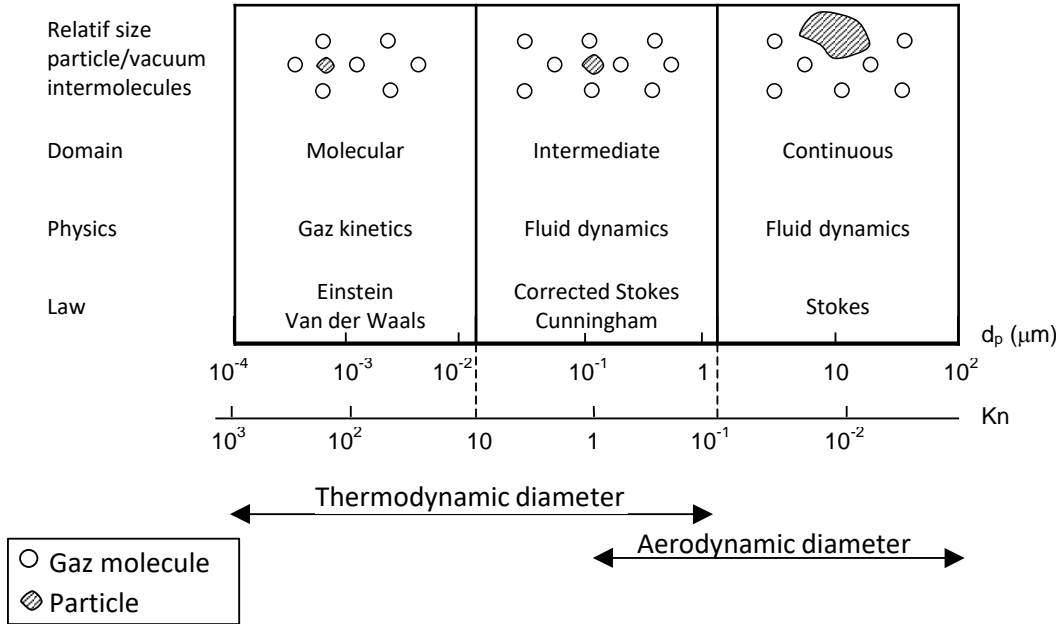 Relatif size
particle/vacuum
intermolecules
Domain Molecular Intermediate Continuous
Physics Gaz kinetics Fluid dynamics Fluid dynamics
Law
Einstein
Van der Waals
Corrected Stokes
Cunningham
Stokes
dp (μm)
10-4 10-3 10-2 10-1 1 10 102
Kn
103 102 10 1 10-1 10-2
Thermodynamic diameter
Aerodynamic diameter
Gaz molecule
Particle